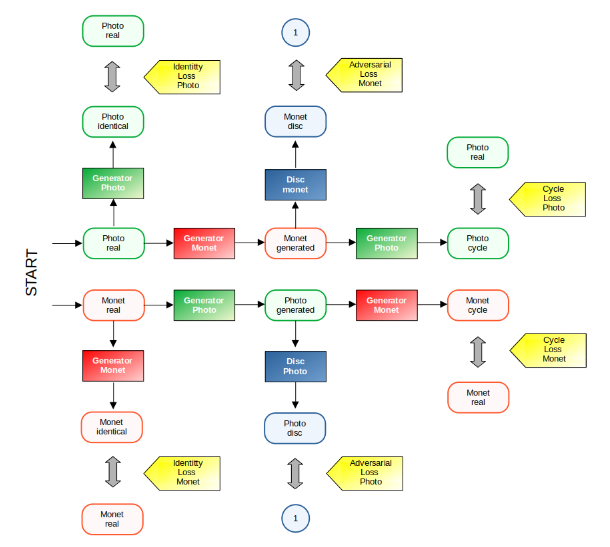 Photo
real
1
Identitty
Loss
Photo
Adversarial
Loss
Monet
Photo
identical
Monet
disc
Photo
real
Generator
Photo
Disc
monet
Cycle
Loss
Photo
START
Photo
real
Generator
Monet
Monet
generated
Generator
Photo
Photo
cycle
Monet
real
Generator
Photo
Photo
generated
Generator
Monet
Monet
cycle
Generator
Monet
Disc
Photo
Cycle
Loss
Monet
Monet
real
Monet
identical
Photo
disc
Identitty
Loss
Monet
Adversarial
Loss
Photo
Monet
real
1